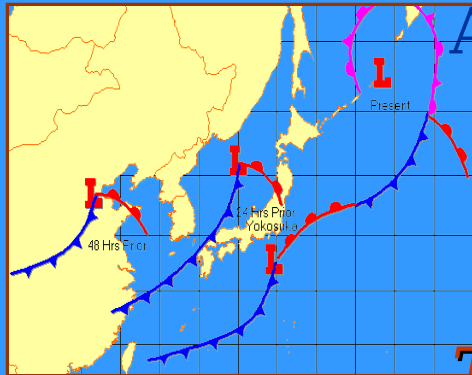 L
Present
L
L
24 Hrs Prior
Yokosuka
48 Hrs Prior
L